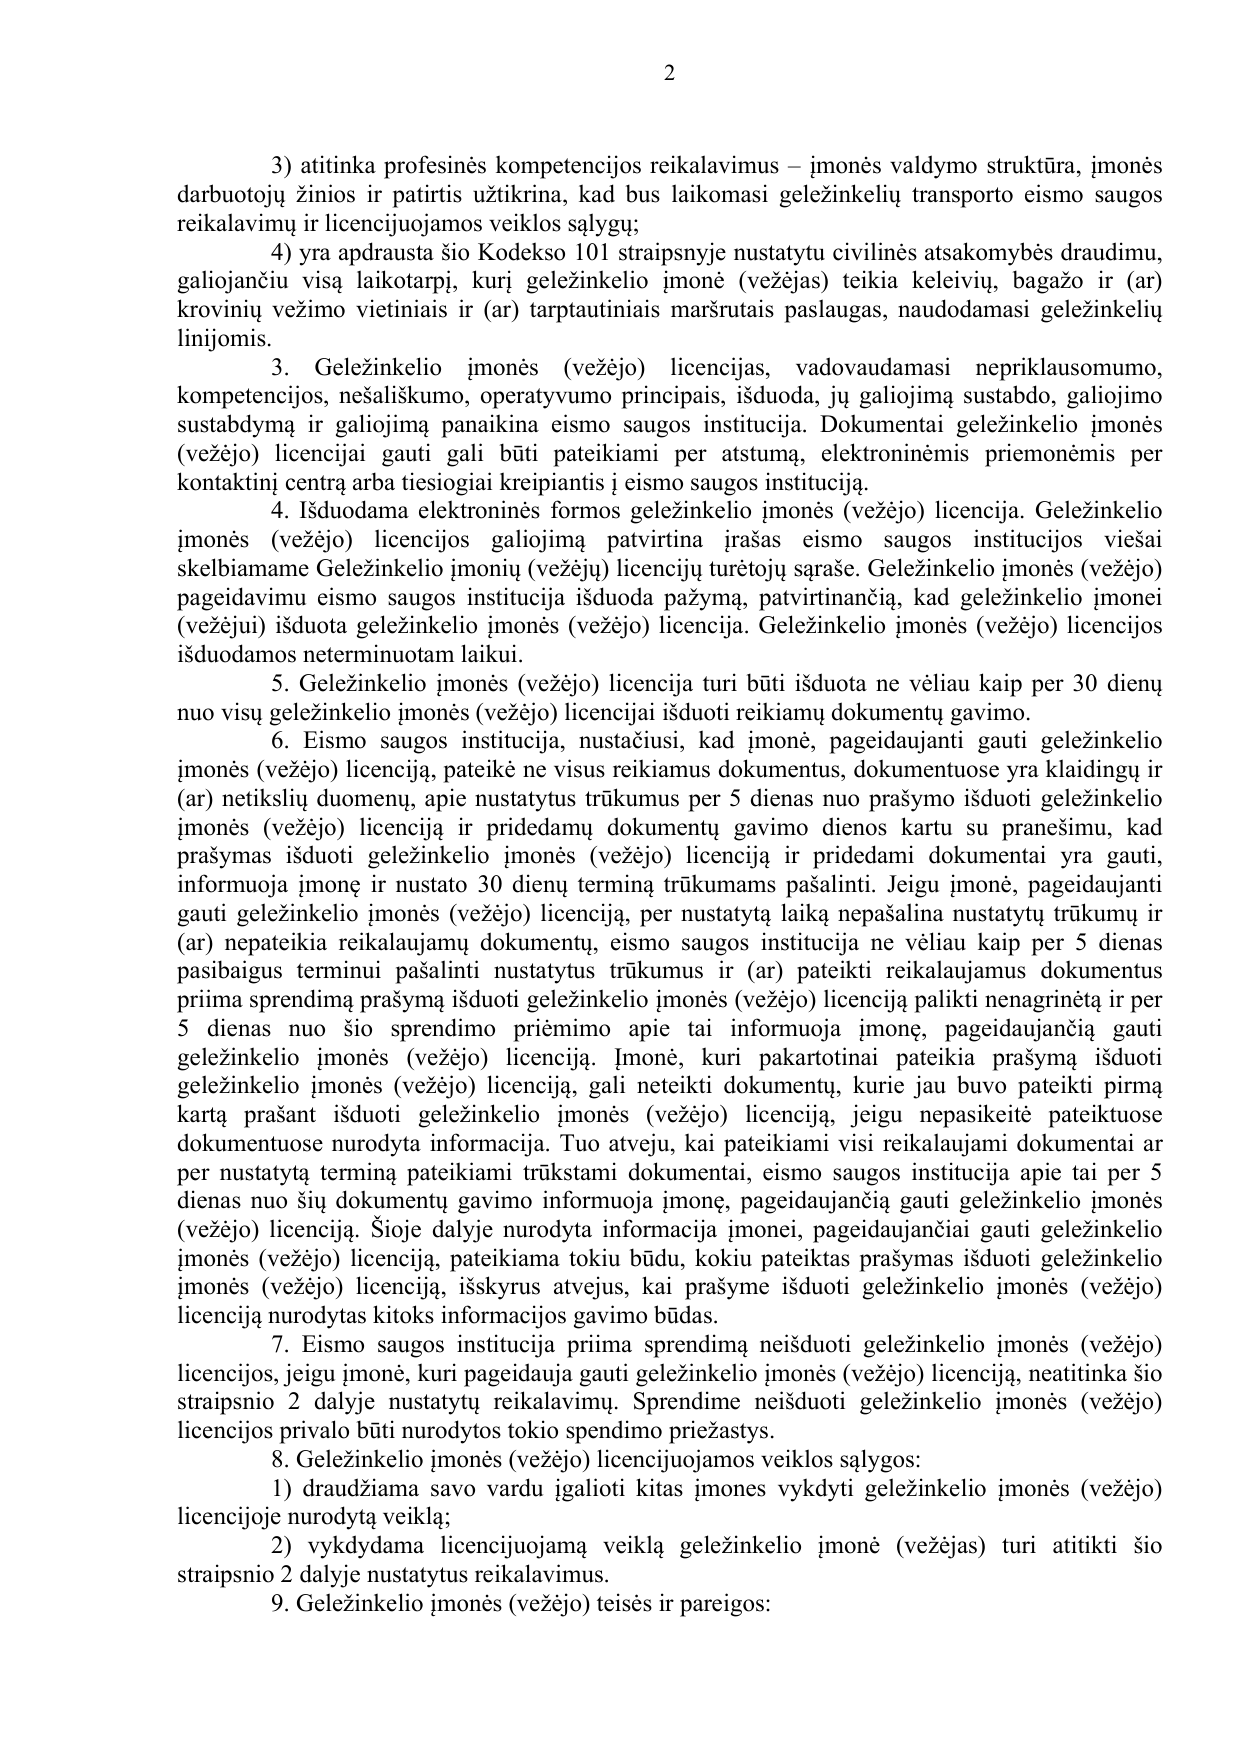 2
3) atitinka profesinės kompetencijos reikalavimus – įmonės valdymo struktūra, įmonės
darbuotojų žinios ir patirtis užtikrina, kad bus laikomasi geležinkelių transporto eismo saugos
reikalavimų ir licencijuojamos veiklos sąlygų;
4) yra apdrausta šio Kodekso 101 straipsnyje nustatytu civilinės atsakomybės draudimu,
galiojančiu visą laikotarpį, kurį geležinkelio įmonė (vežėjas) teikia keleivių, bagažo ir (ar)
krovinių vežimo vietiniais ir (ar) tarptautiniais maršrutais paslaugas, naudodamasi geležinkelių
linijomis.
3. Geležinkelio įmonės (vežėjo) licencijas, vadovaudamasi nepriklausomumo,
kompetencijos, nešališkumo, operatyvumo principais, išduoda, jų galiojimą sustabdo, galiojimo
sustabdymą ir galiojimą panaikina eismo saugos institucija. Dokumentai geležinkelio įmonės
(vežėjo) licencijai gauti gali būti pateikiami per atstumą, elektroninėmis priemonėmis per
kontaktinį centrą arba tiesiogiai kreipiantis į eismo saugos instituciją.
4. Išduodama elektroninės formos geležinkelio įmonės (vežėjo) licencija. Geležinkelio
įmonės (vežėjo) licencijos galiojimą patvirtina įrašas eismo saugos institucijos viešai
skelbiamame Geležinkelio įmonių (vežėjų) licencijų turėtojų sąraše. Geležinkelio įmonės (vežėjo)
pageidavimu eismo saugos institucija išduoda pažymą, patvirtinančią, kad geležinkelio įmonei
(vežėjui) išduota geležinkelio įmonės (vežėjo) licencija. Geležinkelio įmonės (vežėjo) licencijos
išduodamos neterminuotam laikui.
5. Geležinkelio įmonės (vežėjo) licencija turi būti išduota ne vėliau kaip per 30 dienų
nuo visų geležinkelio įmonės (vežėjo) licencijai išduoti reikiamų dokumentų gavimo.
6. Eismo saugos institucija, nustačiusi, kad įmonė, pageidaujanti gauti geležinkelio
įmonės (vežėjo) licenciją, pateikė ne visus reikiamus dokumentus, dokumentuose yra klaidingų ir
(ar) netikslių duomenų, apie nustatytus trūkumus per 5 dienas nuo prašymo išduoti geležinkelio
įmonės (vežėjo) licenciją ir pridedamų dokumentų gavimo dienos kartu su pranešimu, kad
prašymas išduoti geležinkelio įmonės (vežėjo) licenciją ir pridedami dokumentai yra gauti,
informuoja įmonę ir nustato 30 dienų terminą trūkumams pašalinti. Jeigu įmonė, pageidaujanti
gauti geležinkelio įmonės (vežėjo) licenciją, per nustatytą laiką nepašalina nustatytų trūkumų ir
(ar) nepateikia reikalaujamų dokumentų, eismo saugos institucija ne vėliau kaip per 5 dienas
pasibaigus terminui pašalinti nustatytus trūkumus ir (ar) pateikti reikalaujamus dokumentus
priima sprendimą prašymą išduoti geležinkelio įmonės (vežėjo) licenciją palikti nenagrinėtą ir per
5 dienas nuo šio sprendimo priėmimo apie tai informuoja įmonę, pageidaujančią gauti
geležinkelio įmonės (vežėjo) licenciją. Įmonė, kuri pakartotinai pateikia prašymą išduoti
geležinkelio įmonės (vežėjo) licenciją, gali neteikti dokumentų, kurie jau buvo pateikti pirmą
kartą prašant išduoti geležinkelio įmonės (vežėjo) licenciją, jeigu nepasikeitė pateiktuose
dokumentuose nurodyta informacija. Tuo atveju, kai pateikiami visi reikalaujami dokumentai ar
per nustatytą terminą pateikiami trūkstami dokumentai, eismo saugos institucija apie tai per 5
dienas nuo šių dokumentų gavimo informuoja įmonę, pageidaujančią gauti geležinkelio įmonės
(vežėjo) licenciją. Šioje dalyje nurodyta informacija įmonei, pageidaujančiai gauti geležinkelio
įmonės (vežėjo) licenciją, pateikiama tokiu būdu, kokiu pateiktas prašymas išduoti geležinkelio
įmonės (vežėjo) licenciją, išskyrus atvejus, kai prašyme išduoti geležinkelio įmonės (vežėjo)
licenciją nurodytas kitoks informacijos gavimo būdas.
7. Eismo saugos institucija priima sprendimą neišduoti geležinkelio įmonės (vežėjo)
licencijos, jeigu įmonė, kuri pageidauja gauti geležinkelio įmonės (vežėjo) licenciją, neatitinka šio
straipsnio 2 dalyje nustatytų reikalavimų. Sprendime neišduoti geležinkelio įmonės (vežėjo)
licencijos privalo būti nurodytos tokio spendimo priežastys.
8. Geležinkelio įmonės (vežėjo) licencijuojamos veiklos sąlygos:
1) draudžiama savo vardu įgalioti kitas įmones vykdyti geležinkelio įmonės (vežėjo)
licencijoje nurodytą veiklą;
2) vykdydama licencijuojamą veiklą geležinkelio įmonė (vežėjas) turi atitikti šio
straipsnio 2 dalyje nustatytus reikalavimus.
9. Geležinkelio įmonės (vežėjo) teisės ir pareigos: